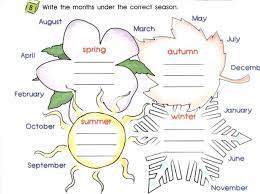 B Write the months under the correct season.
August
March
May
July
April
spring
autumn
February
December
October
summer
winter
January
September
June
November